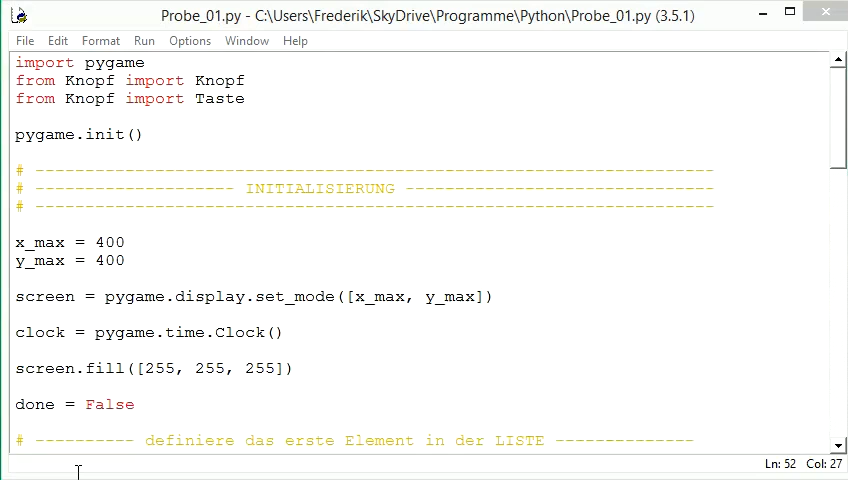 Probe_01.py - C:\Users\Frederik\SkyDrive\Programme\Python\Probe_01.py (3.5.1)
File Edit Format Run Options Window Help
import pygame
from Knopf import Knopf
from Knopf import Taste
pygame.init()
# --------------------------------------------------------------------
# -------------------- INITIALISIERUNG -------------------------------
# --------------------------------------------------------------------
x_max = 400
y_max = 400
screen = pygame.display.set_mode([x_max, y_max])
clock = pygame.time.Clock()
screen.fill([255, 255, 255])
done = False
# ---------- definiere das erste Element in der LISTE --------------
Ln: 52 Col: 27